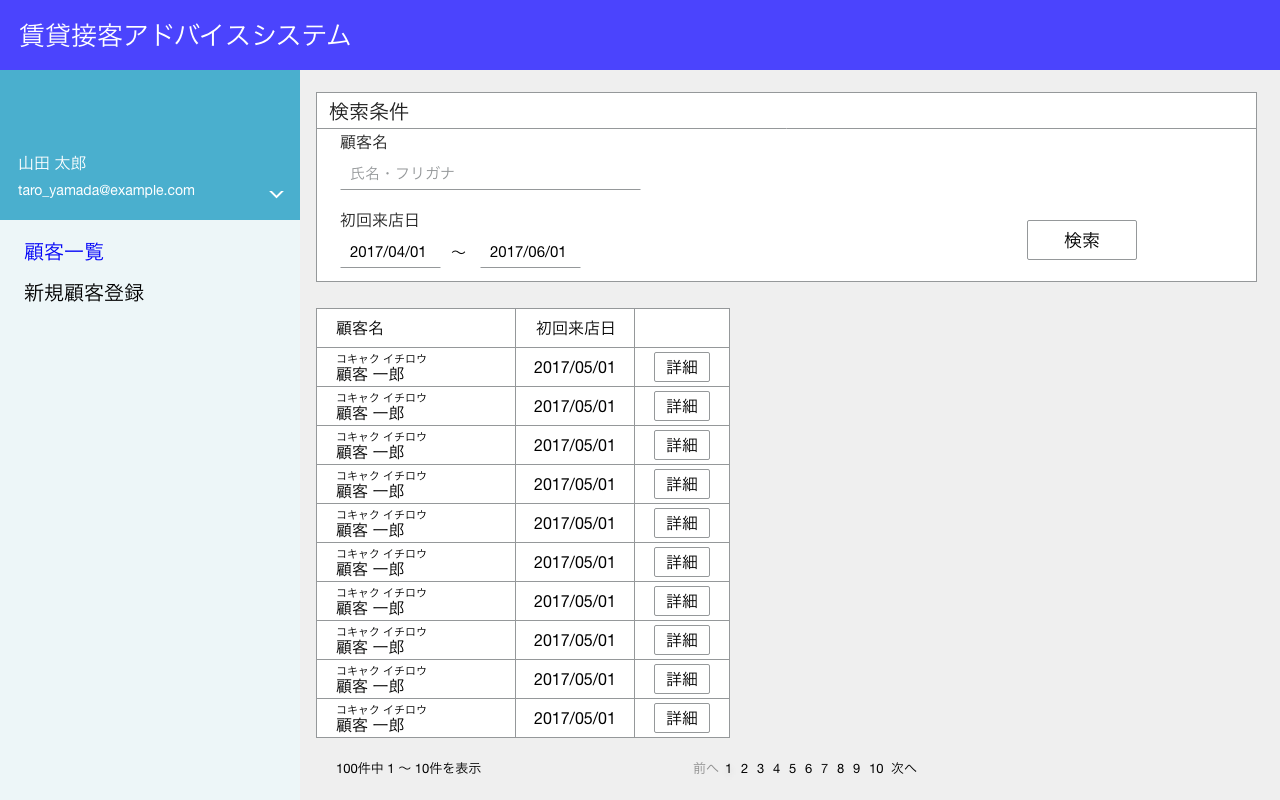 賃貸接客アドバイスシステム
山田 太郎
taro_yamada@example.com
顧客一覧
新規顧客登録
検索条件
顧客名
氏名・フリガナ
初回来店日
2017/04/01 〜 2017/06/01
検索
顧客名 初回来店日
コキャク イチロウ
顧客 一郎 2017/05/01 詳細
コキャク イチロウ
顧客 一郎 2017/05/01 詳細
コキャク イチロウ
顧客 一郎 2017/05/01 詳細
コキャク イチロウ
顧客 一郎 2017/05/01 詳細
コキャク イチロウ
顧客 一郎 2017/05/01 詳細
コキャク イチロウ
顧客 一郎 2017/05/01 詳細
コキャク イチロウ
顧客 一郎 2017/05/01 詳細
コキャク イチロウ
顧客 一郎 2017/05/01 詳細
コキャク イチロウ
顧客 一郎 2017/05/01 詳細
コキャク イチロウ
顧客 一郎 2017/05/01 詳細
100件中 1 〜 10件を表示
前へ 1 2 3 4 5 6 7 8 9 10 次へ